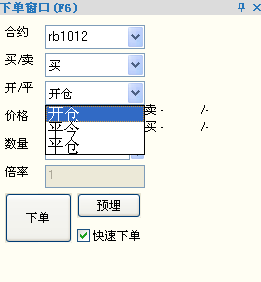 下单窗口(F6)
合约 rb1012
买/卖 买
开/平 开仓
开仓
价格 卖 - /-
平今
买 - /-
数量 平仓
倍率 1
下单 预埋
快速下单